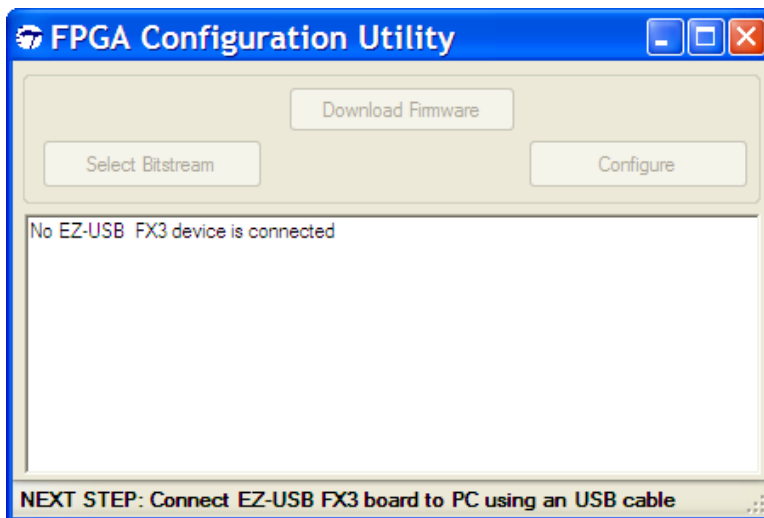 FPGA Configuration Utility
Download Firmware
Select Bitstream
Configure
No EZ-USB  FX3 device is connected
NEXT STEP: Connect EZ-USB FX3 board to PC using an USB cable